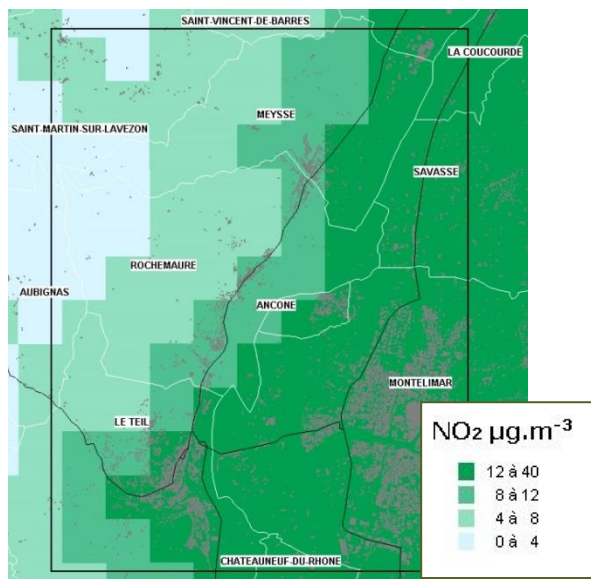 SAINT-VINCENT-DE-BARRES
LA COUCOURDE
MEYSSE
SAINT-MARTIN-SUR-LAVEZON
SAVASSE
ROCHEMAURE
AUBIGNAS
ANCONE
MONTELIMAR
LE TEIL
NO₂ µg.m⁻³
12 à 40
8 à 12
4 à 8
0 à 4
CHATEAUNEUF-DU-RHONE